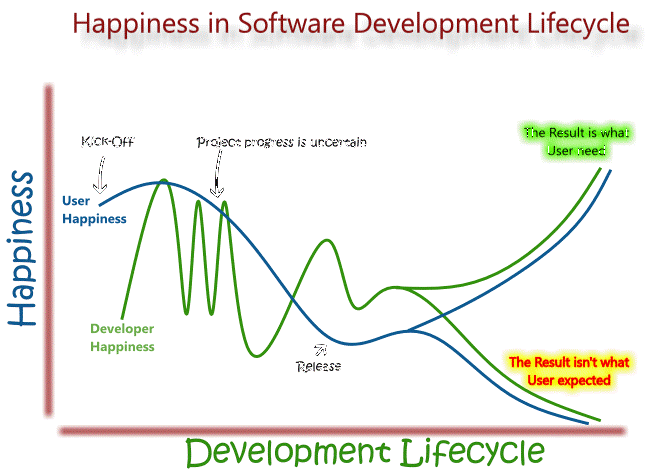 Happiness in Software Development Lifecycle
Kick-Off
Project progress is uncertain
The Result is what
User need
User
Happiness
Happiness
Developer
Happiness
Release
The Result isn't what
User expected
Development Lifecycle